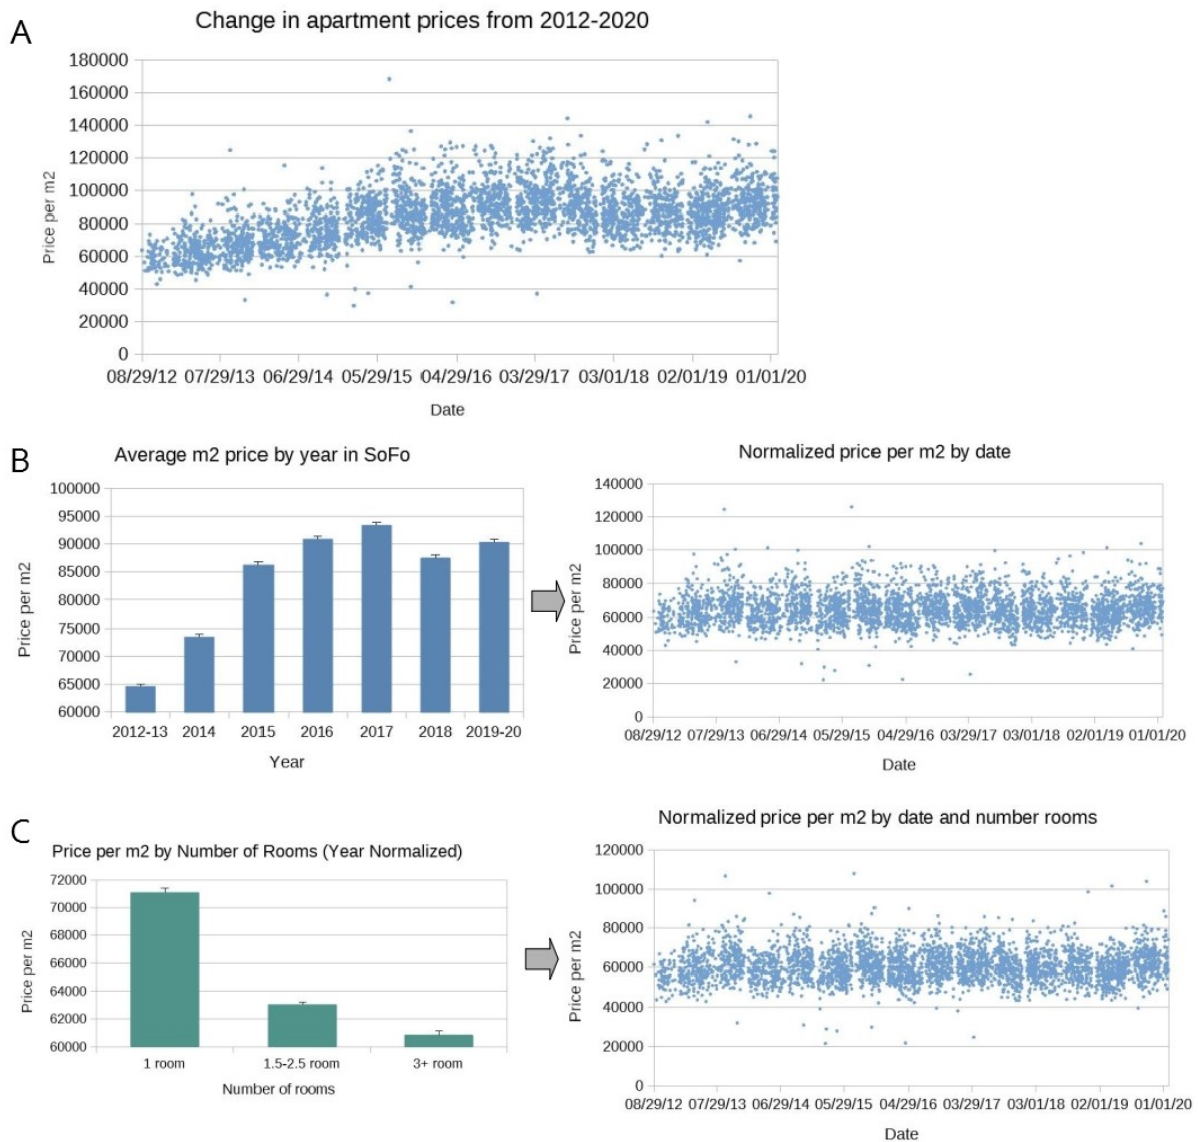 A
Change in apartment prices from 2012-2020
180000
160000
140000
120000
100000
80000
60000
40000
20000
0
Price per m2
08/29/12 07/29/13 06/29/14 05/29/15 04/29/16 03/29/17 03/01/18 02/01/19 01/01/20
Date
B
Average m2 price by year in SoFo
100000
95000
90000
85000
80000
75000
70000
65000
60000
Price per m2
2012-13 2014 2015 2016 2017 2018 2019-20
Year
Normalized price per m2 by date
140000
120000
100000
80000
60000
40000
20000
0
Price per m2
08/29/12 07/29/13 06/29/14 05/29/15 04/29/16 03/29/17 03/01/18 02/01/19 01/01/20
Date
C
Price per m2 by Number of Rooms (Year Normalized)
72000
70000
68000
66000
64000
62000
60000
Price per m2
1 room 1.5-2.5 room 3+ room
Number of rooms
Normalized price per m2 by date and number rooms
120000
100000
80000
60000
40000
20000
0
Price per m2
08/29/12 07/29/13 06/29/14 05/29/15 04/29/16 03/29/17 03/01/18 02/01/19 01/01/20
Date